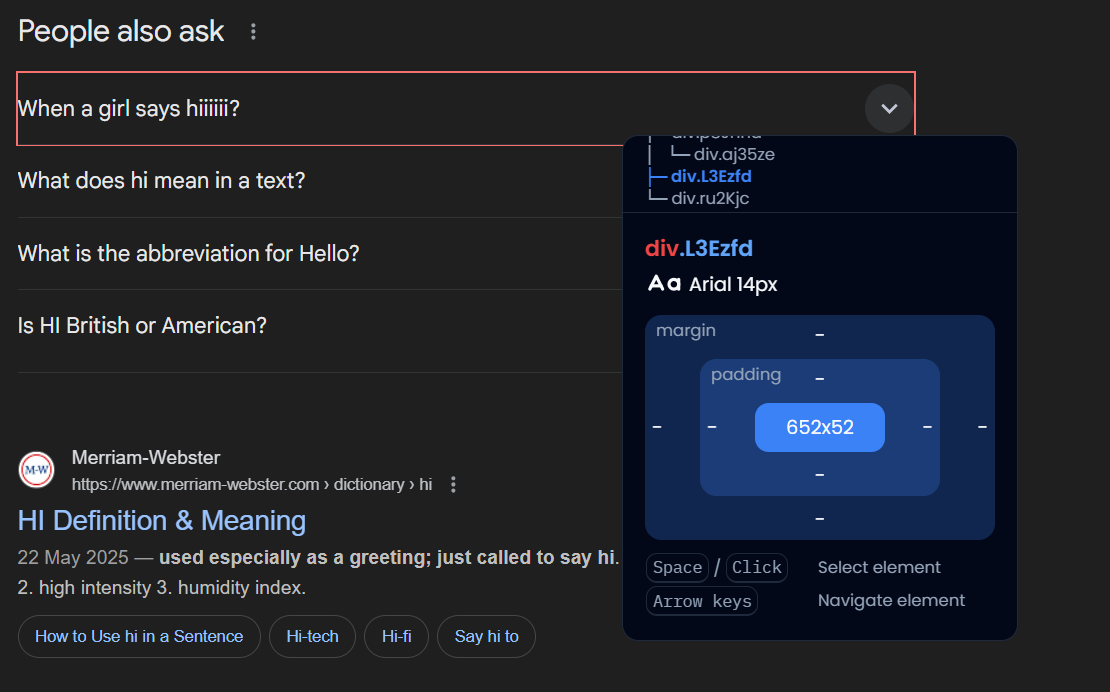 People also ask
When a girl says hiiiiii?
What does hi mean in a text?
What is the abbreviation for Hello?
Is HI British or American?
Merriam-Webster
https://www.merriam-webster.com › dictionary › hi
HI Definition & Meaning
22 May 2025 — used especially as a greeting; just called to say hi.
2. high intensity 3. humidity index.
How to Use hi in a Sentence
Hi-tech
Hi-fi
Say hi to
div.aj35ze
div.L3Ezfd
div.ru2Kjc
div.L3Ezfd
Aa Arial 14px
margin
–
padding
–
– – 652x52 – –
–
–
Space / Click Select element
Arrow keys Navigate element